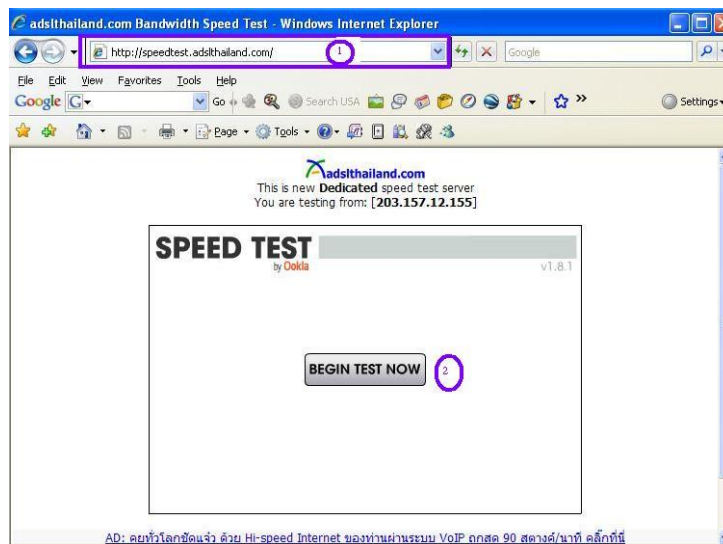 adslthailand.com Bandwidth Speed Test - Windows Internet Explorer
http://speedtest.adslthailand.com/
1
Google
File Edit View Favorites Tools Help
Google G Go Search USA Settings
Page Tools
adslthailand.com
This is new Dedicated speed test server
You are testing from: [203.157.12.155]
SPEED TEST
by Ookla
v1.8.1
BEGIN TEST NOW
2
AD: คุยทั่วโลกชัดแจ๋ว ด้วย Hi-speed Internet ของท่านผ่านระบบ VoIP ถูกสุด 90 สตางค์/นาที คลิ๊กที่นี่